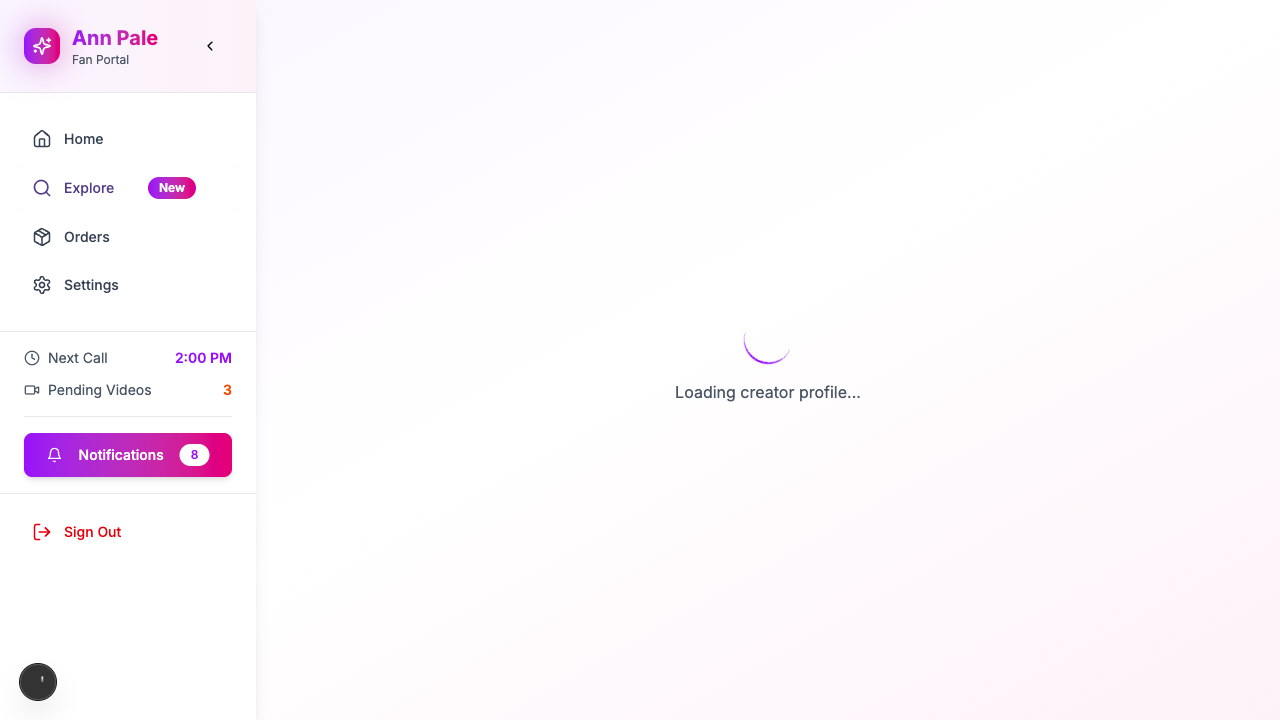 Ann Pale
Fan Portal
Home
Explore
New
Orders
Settings
Next Call
2:00 PM
Pending Videos
3
Notifications
8
Sign Out
Loading creator profile...